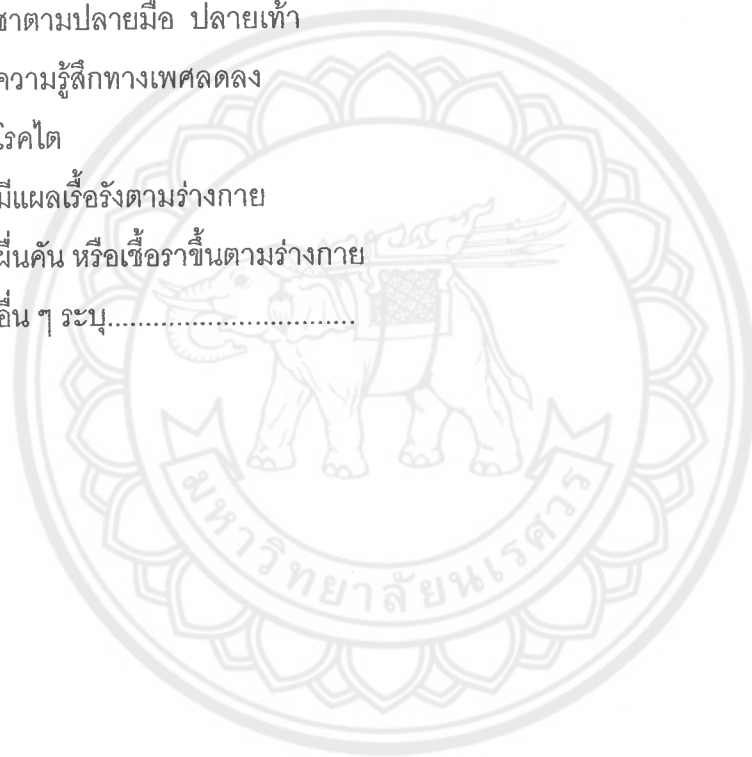 ชาตามปลายมือ ปลายเท้า
ความรู้สึกทางเพศลดลง
โรคไต
มีแผลเรื้อรังตามร่างกาย
ผื่นคัน หรือเชื้อราขึ้นตามร่างกาย
อื่น ๆ ระบุ.................................
มหาวิทยาลัยนเรศวร